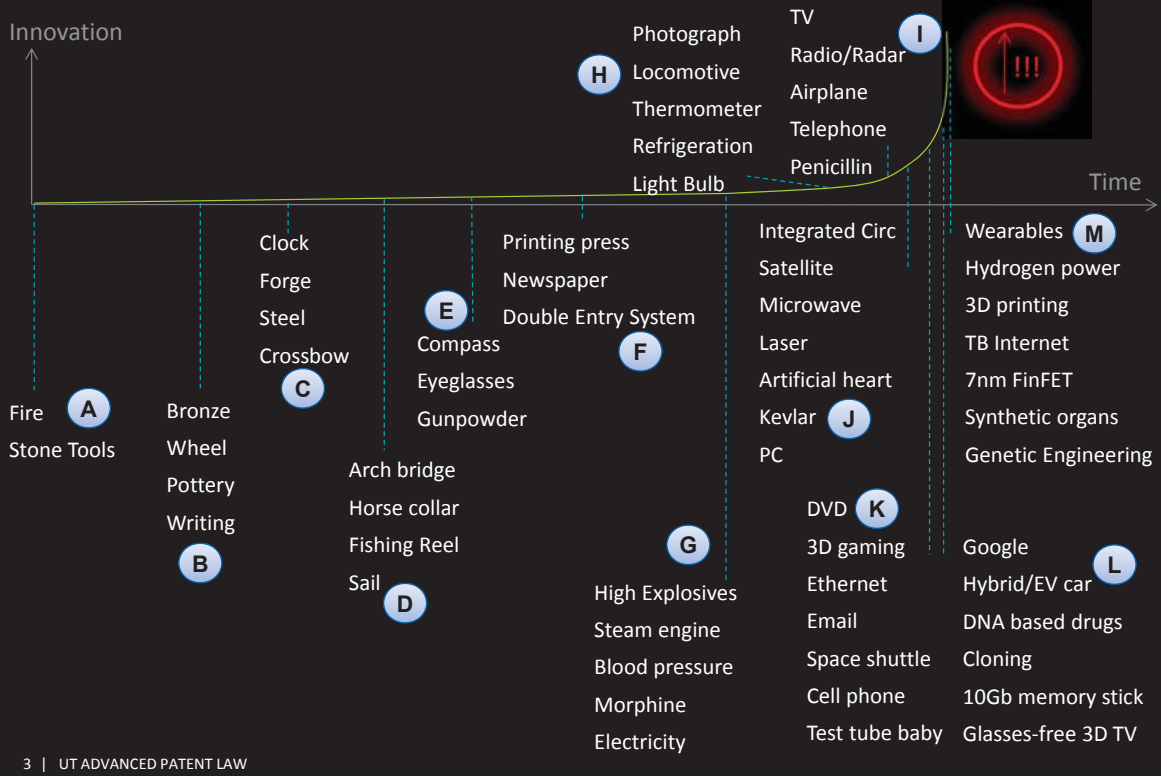 Innovation
Time
A
Fire
Stone Tools
B
Bronze
Wheel
Pottery
Writing
C
Clock
Forge
Steel
Crossbow
D
Arch bridge
Horse collar
Fishing Reel
Sail
E
Compass
Eyeglasses
Gunpowder
F
Printing press
Newspaper
Double Entry System
G
High Explosives
Steam engine
Blood pressure
Morphine
Electricity
H
Photograph
Locomotive
Thermometer
Refrigeration
Light Bulb
I
TV
Radio/Radar
Airplane
Telephone
Penicillin
!!!
J
Integrated Circ
Satellite
Microwave
Laser
Artificial heart
Kevlar
PC
K
DVD
3D gaming
Ethernet
Email
Space shuttle
Cell phone
Test tube baby
L
Google
Hybrid/EV car
DNA based drugs
Cloning
10Gb memory stick
Glasses-free 3D TV
M
Wearables
Hydrogen power
3D printing
TB Internet
7nm FinFET
Synthetic organs
Genetic Engineering
3 | UT ADVANCED PATENT LAW